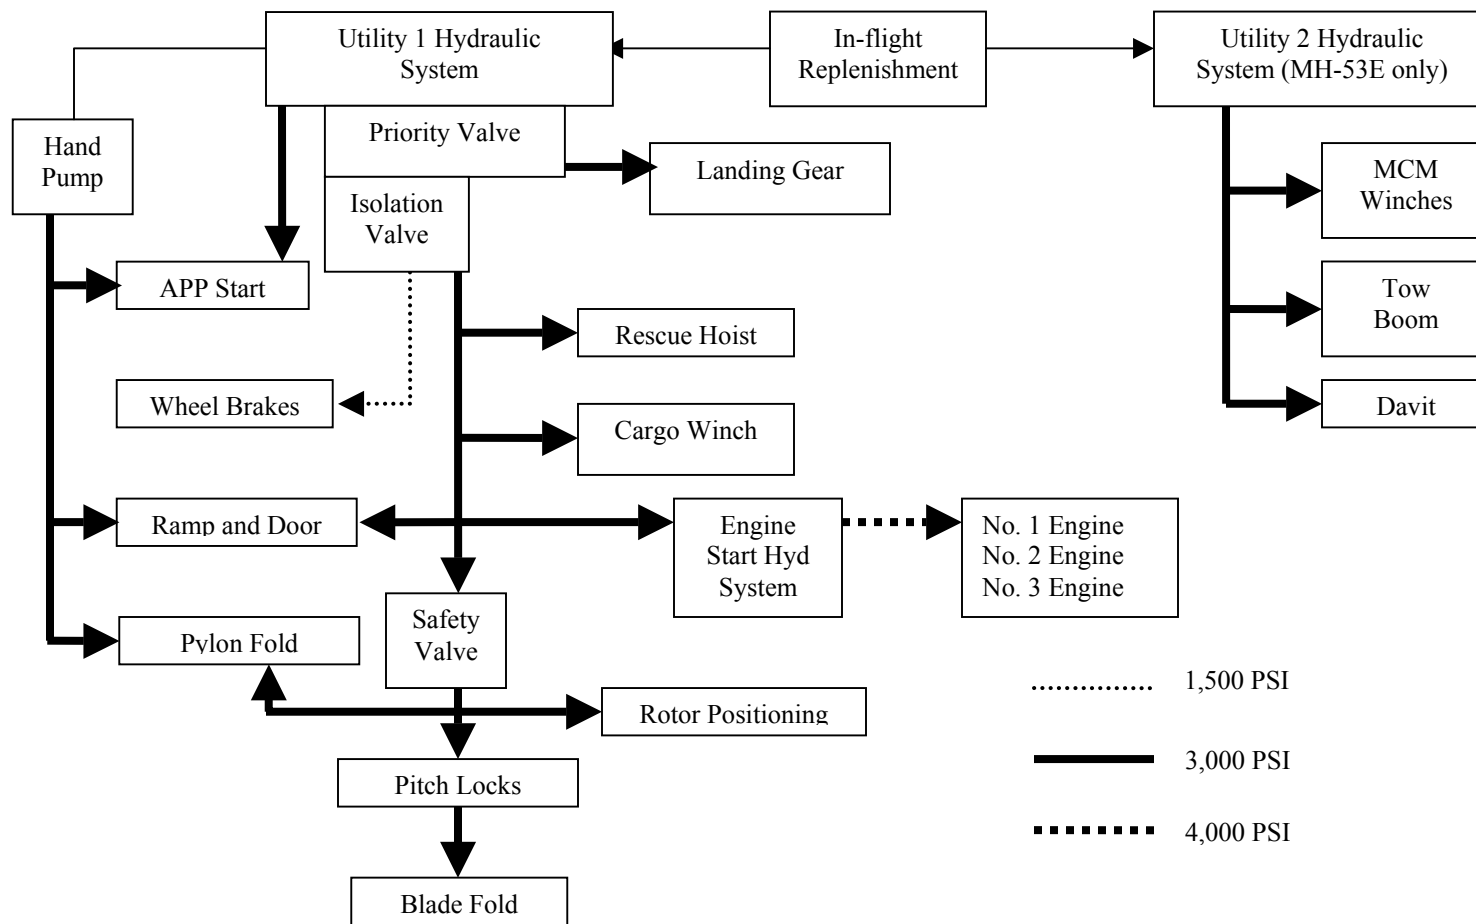 Utility 1 Hydraulic
System
In-flight
Replenishment
Utility 2 Hydraulic
System (MH-53E only)
Hand
Pump
Priority Valve
Landing Gear
MCM
Winches
Isolation
Valve
APP Start
Tow
Boom
Rescue Hoist
Wheel Brakes
Cargo Winch
Davit
Ramp and Door
Engine
Start Hyd
System
No. 1 Engine
No. 2 Engine
No. 3 Engine
Safety
Valve
Pylon Fold
Rotor Positioning
1,500 PSI
3,000 PSI
4,000 PSI
Pitch Locks
Blade Fold